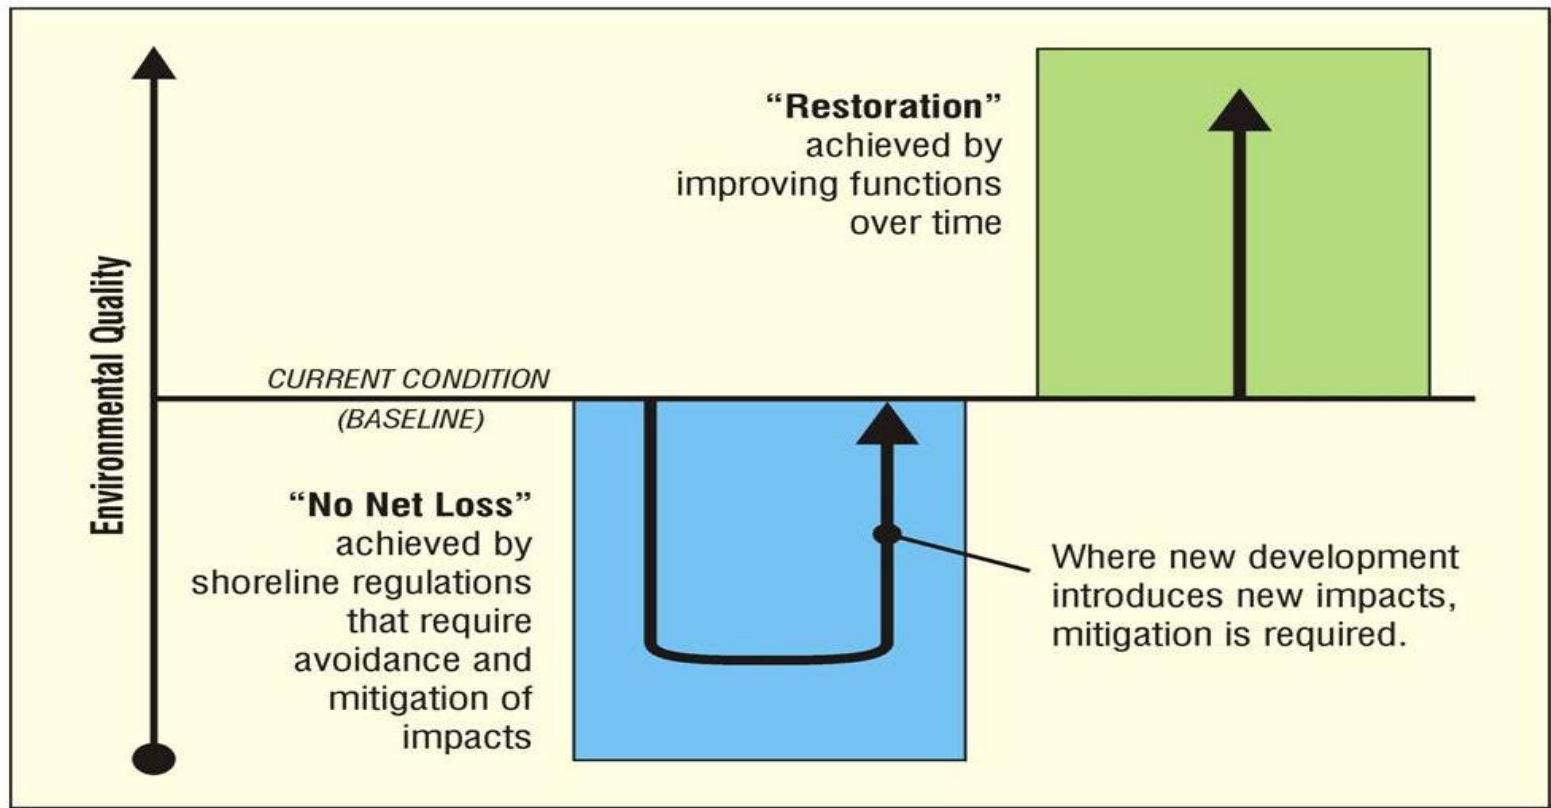 “Restoration”
achieved by
improving functions
over time
Environmental Quality
CURRENT CONDITION
(BASELINE)
“No Net Loss”
achieved by
shoreline regulations
that require
avoidance and
mitigation of
impacts
Where new development
introduces new impacts,
mitigation is required.